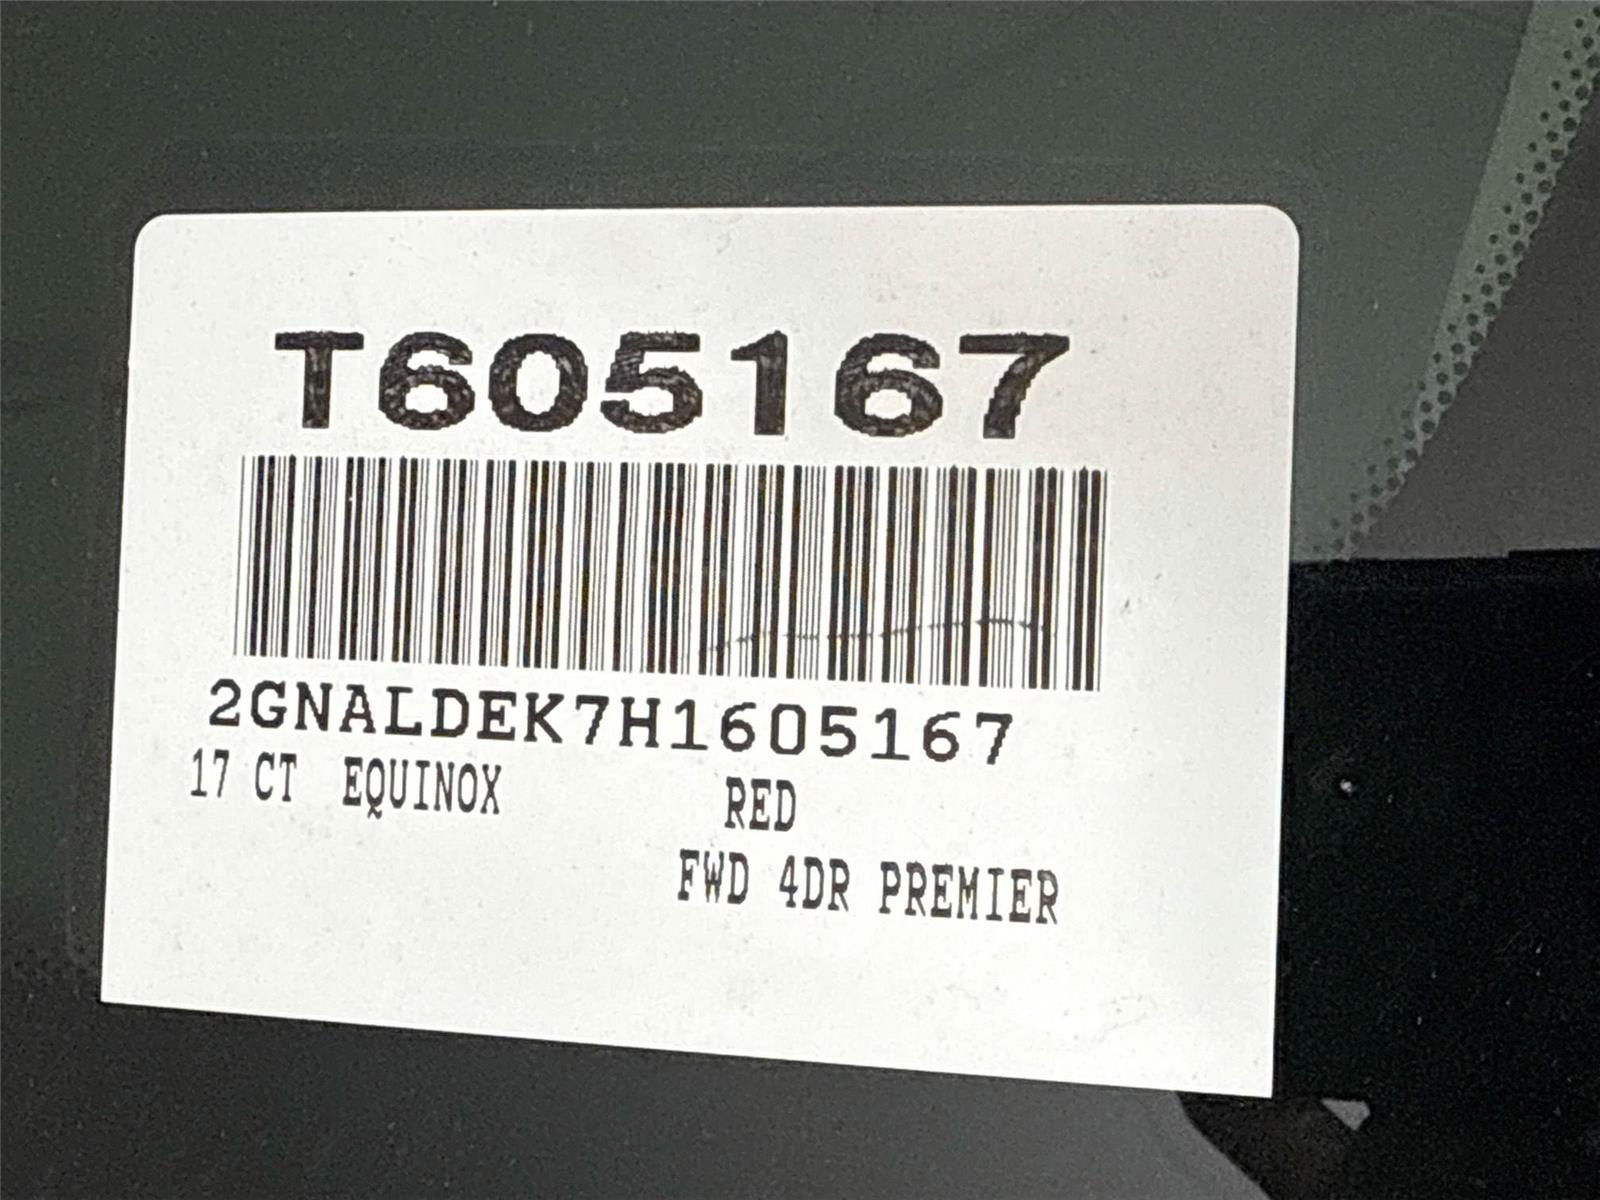 T605167
2GNALDEK7H1605167
17 CT EQUINOX RED
FWD 4DR PREMIER